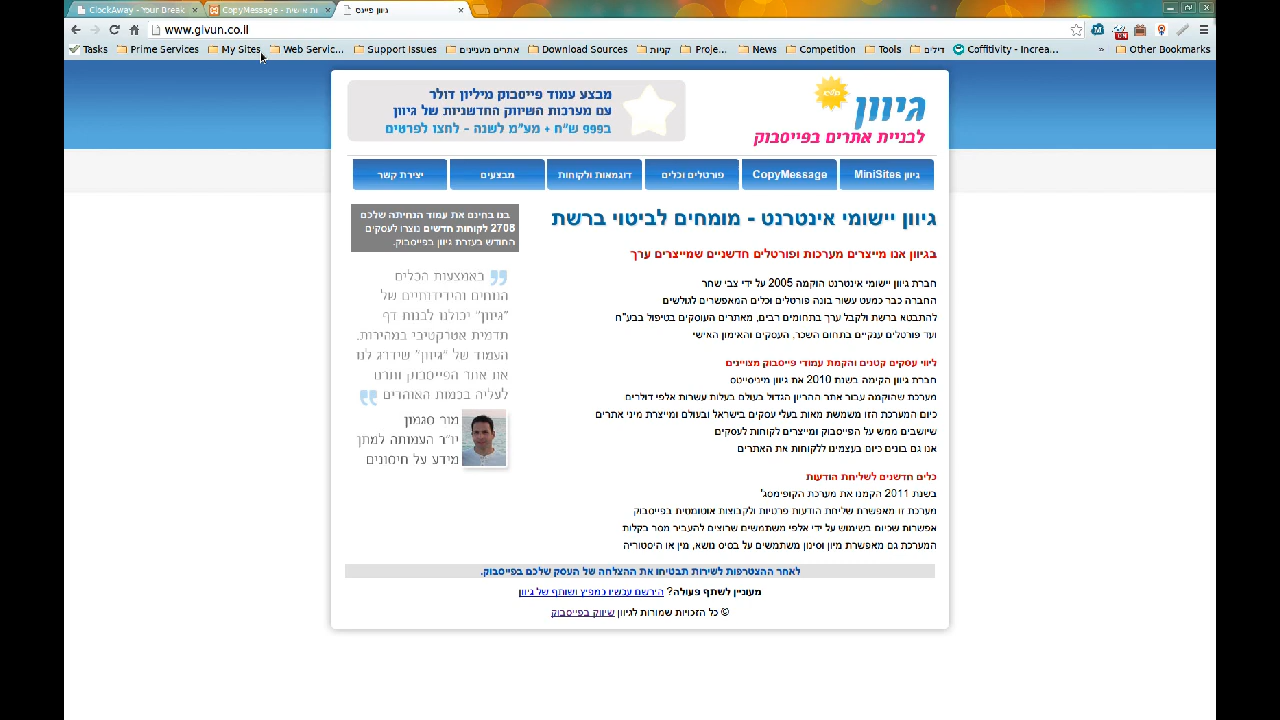 ClockAway - Your Break
CopyMessage - ות אישית
גיוון פיינס
www.givun.co.il
Tasks
Prime Services
My Sites
Web Servic...
Support Issues
אתרים מעניינים
Download Sources
קניות
Proje...
News
Competition
Tools
דילים
Coffitivity - Increa...
»
Other Bookmarks
גיוון
לבניית אתרים בפייסבוק
מבצע עמוד פייסבוק מיליון דולר
עם מערכות השיווק החדשניות של גיוון
ב999 ש"ח + מע"מ לשנה - לחצו לפרטים
גיוון MiniSites
CopyMessage
פורטלים וכלים
דוגמאות ולקוחות
מבצעים
יצירת קשר
גיוון יישומי אינטרנט - מומחים לביטוי ברשת
בגיוון אנו מייצרים מערכות ופורטלים חדשניים שמייצרים ערך
חברת גיוון יישומי אינטרנט הוקמה 2005 על ידי צבי שחר
החברה כבר כמעט עשור בונה פורטלים וכלים המאפשרים לגולשים
להתבטא ברשת ולקבל ערך בתחומים רבים, מאתרים העוסקים בטיפול בבע"ח
ועד פורטלים ענקיים בתחום השכר, העסקים והאימון האישי
ליווי עסקים קטנים והקמת עמודי פייסבוק מצויינים
חברת גיוון הקימה בשנת 2010 את גיוון מיניסייטס
מערכת שהוקמה עבור אתר ההריון הגדול בעולם בעלות עשרות אלפי דולרים
כיום המערכת הזו משמשת מאות בעלי עסקים בישראל ובעולם ומייצרת מיני אתרים
שיושבים ממש על הפייסבוק ומייצרים לקוחות לעסקים
אנו גם בונים כיום בעצמינו ללקוחות את האתרים
כלים חדשנים לשליחת הודעות
בשנת 2011 הקמנו את מערכת הקופימסג'
מערכת זו מאפשרת שליחת הודעות פרטיות ולקבוצות אוטומטית בפייסבוק
אפשרות שכיום בשימוש על ידי אלפי משתמשים שרוצים להעביר מסר בקלות
המערכת גם מאפשרת מיון וסינון משתמשים על בסיס נושא, מין או היסטוריה
בנו בחינם את עמוד הנחיתה שלכם
2708 לקוחות חדשים נוצרו לעסקים
החודש בעזרת גיוון בפייסבוק.
באמצעות הכלים
הנוחים והידידותיים של
"גיוון" יכולנו לבנות דף
תדמית אטרקטיבי במהירות.
העמוד של "גיוון" שידרג לנו
את אתר הפייסבוק ותרם
לעליה בכמות האוהדים
מור סגמון
יו"ר העמותה למתן
מידע על חיסונים
לאחר ההצטרפות לשירות תבטיחו את ההצלחה של העסק שלכם בפייסבוק.
מעוניין לשתף פעולה? הירשם עכשיו כמפיץ ושותף של גיוון
© כל הזכויות שמורות לגיוון שיווק בפייסבוק